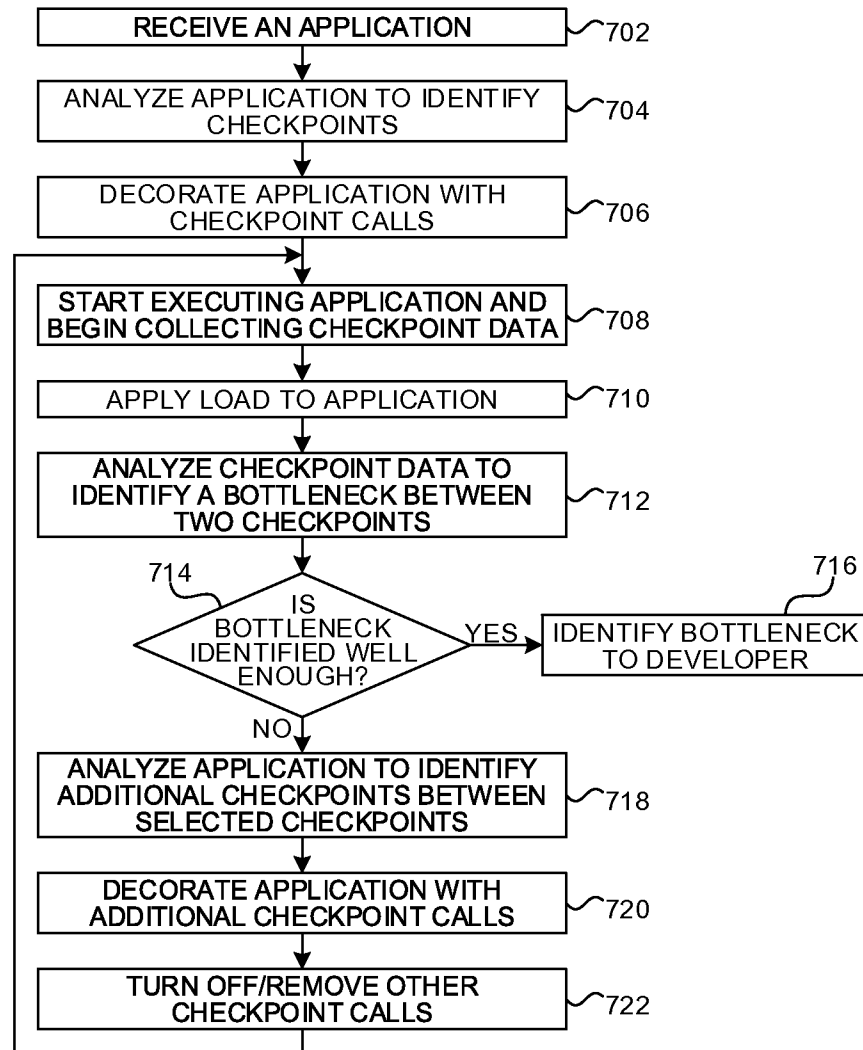 RECEIVE AN APPLICATION
702
ANALYZE APPLICATION TO IDENTIFY
CHECKPOINTS
704
DECORATE APPLICATION WITH
CHECKPOINT CALLS
706
START EXECUTING APPLICATION AND
BEGIN COLLECTING CHECKPOINT DATA
708
APPLY LOAD TO APPLICATION
710
ANALYZE CHECKPOINT DATA TO
IDENTIFY A BOTTLENECK BETWEEN
TWO CHECKPOINTS
712
714
IS
BOTTLENECK
IDENTIFIED WELL
ENOUGH?
YES
716
IDENTIFY BOTTLENECK
TO DEVELOPER
NO
ANALYZE APPLICATION TO IDENTIFY
ADDITIONAL CHECKPOINTS BETWEEN
SELECTED CHECKPOINTS
718
DECORATE APPLICATION WITH
ADDITIONAL CHECKPOINT CALLS
720
TURN OFF/REMOVE OTHER
CHECKPOINT CALLS
722